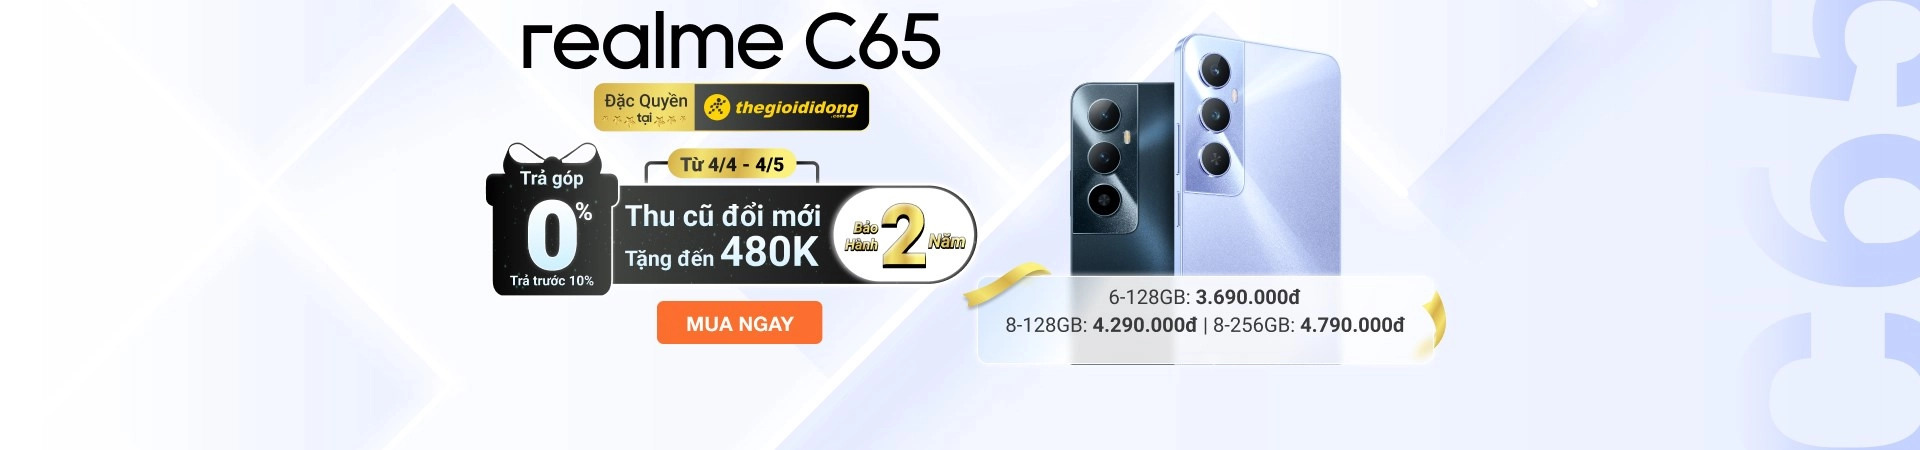 realme C65
Đặc Quyền
tại
thegioididong
.com
Từ 4/4 - 4/5
Trả góp
0%
Trả trước 10%
Thu cũ đổi mới
Tặng đến 480K
Bảo
Hành
2
Năm
MUA NGAY
6-128GB: 3.690.000đ
8-128GB: 4.290.000đ | 8-256GB: 4.790.000đ
C65